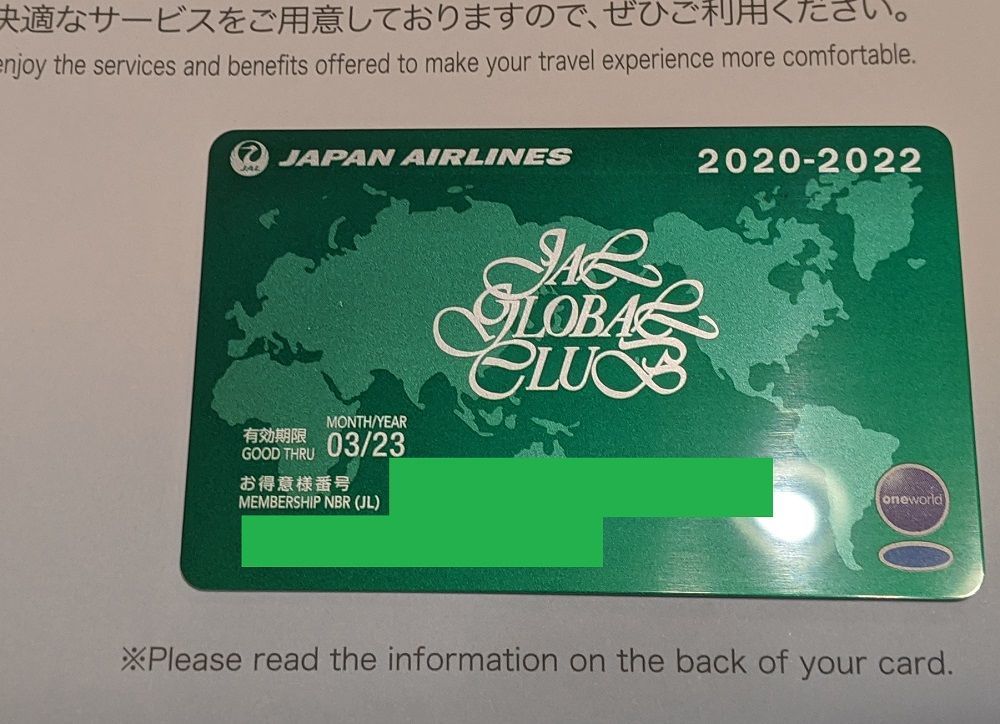 快適なサービスをご用意しておりますので、ぜひご利用ください。
enjoy the services and benefits offered to make your travel experience more comfortable.
JAL
JAPAN AIRLINES
2020-2022
JAL
GLOBAL
CLUB
MONTH/YEAR
有効期限
GOOD THRU 03/23
お得意様番号
MEMBERSHIP NBR (JL)
oneworld
※Please read the information on the back of your card.